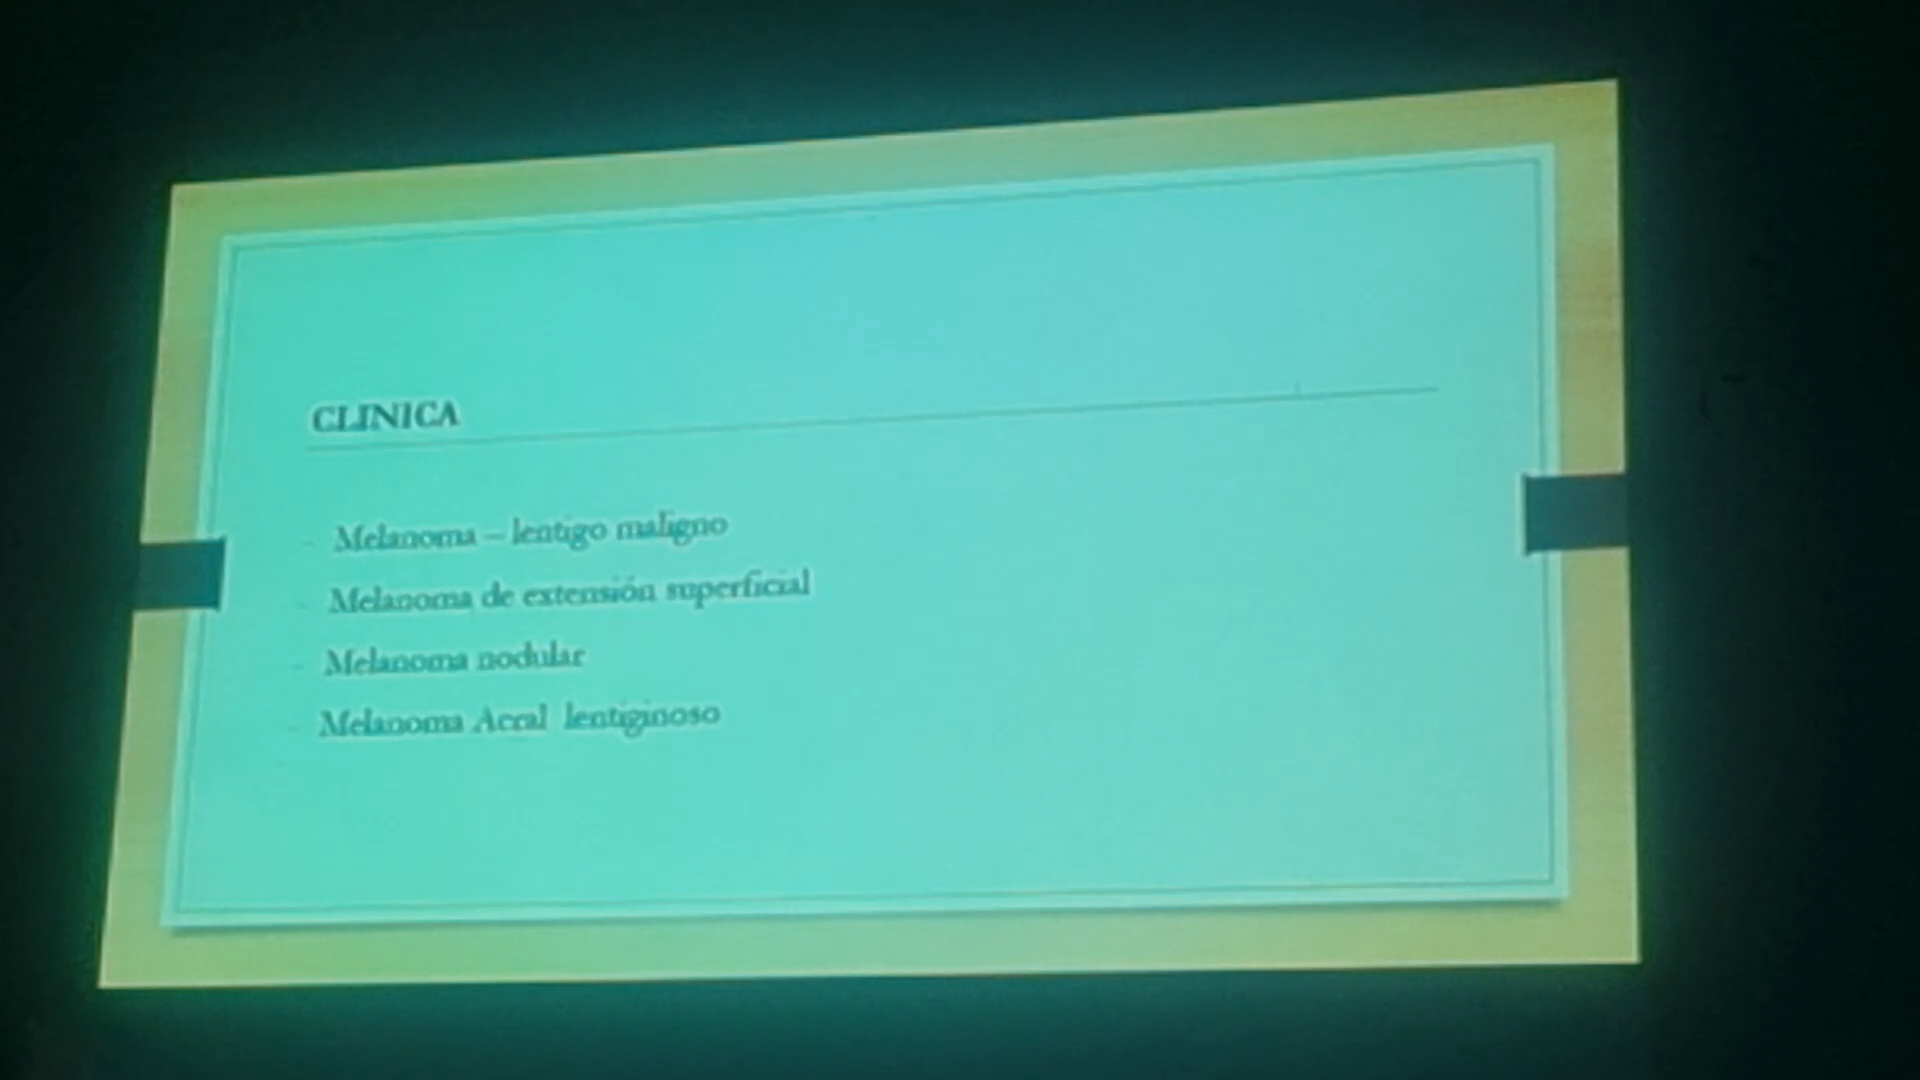 CLINICA
- Melanoma – lentigo maligno
- Melanoma de extensión superficial
- Melanoma nodular
- Melanoma Acral lentiginoso